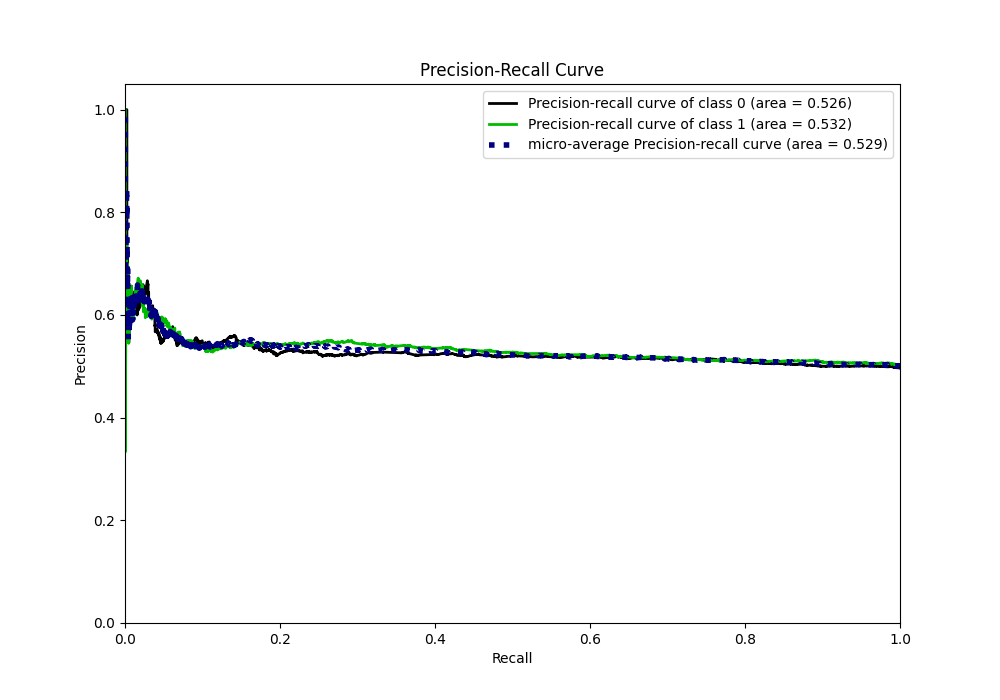 Precision-Recall Curve
Precision-recall curve of class 0 (area = 0.526)
Precision-recall curve of class 1 (area = 0.532)
micro-average Precision-recall curve (area = 0.529)
1.0
0.8
0.6
0.4
0.2
0.0
Precision
0.0 0.2 0.4 0.6 0.8 1.0
Recall